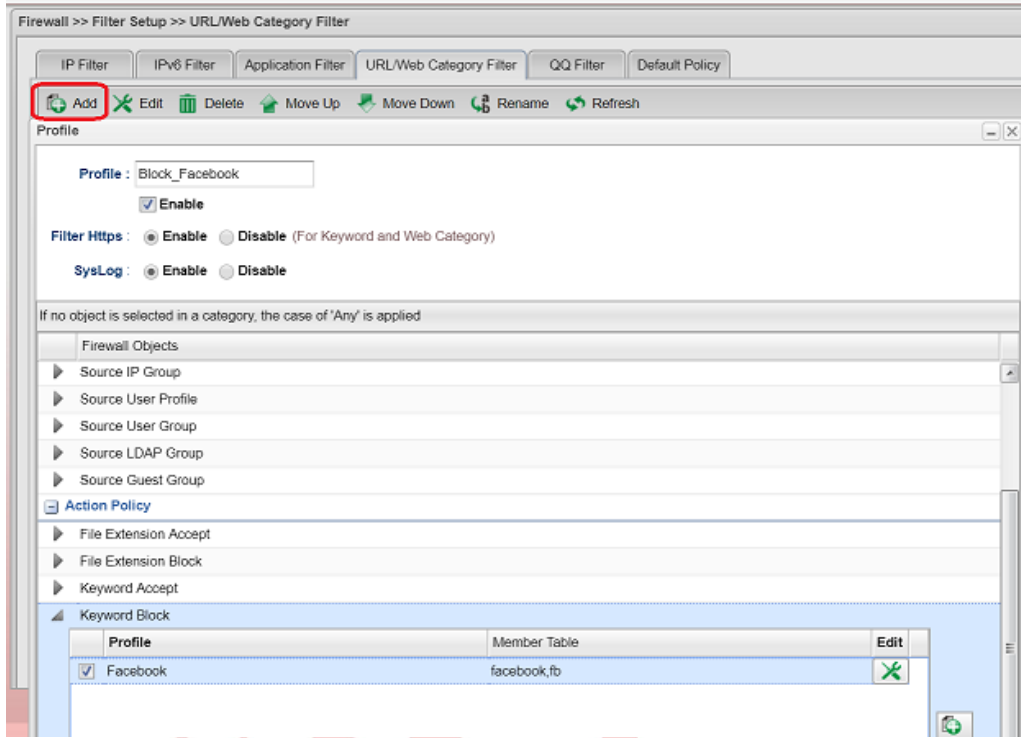 Firewall >> Filter Setup >> URL/Web Category Filter
IP Filter IPv6 Filter Application Filter URL/Web Category Filter QQ Filter Default Policy
Add Edit Delete Move Up Move Down Rename Refresh
Profile
Profile : Block_Facebook
Enable
Filter Https : Enable Disable (For Keyword and Web Category)
SysLog : Enable Disable
If no object is selected in a category, the case of 'Any' is applied
Firewall Objects
Source IP Group
Source User Profile
Source User Group
Source LDAP Group
Source Guest Group
Action Policy
File Extension Accept
File Extension Block
Keyword Accept
Keyword Block
Profile Member Table Edit
Facebook facebook,fb